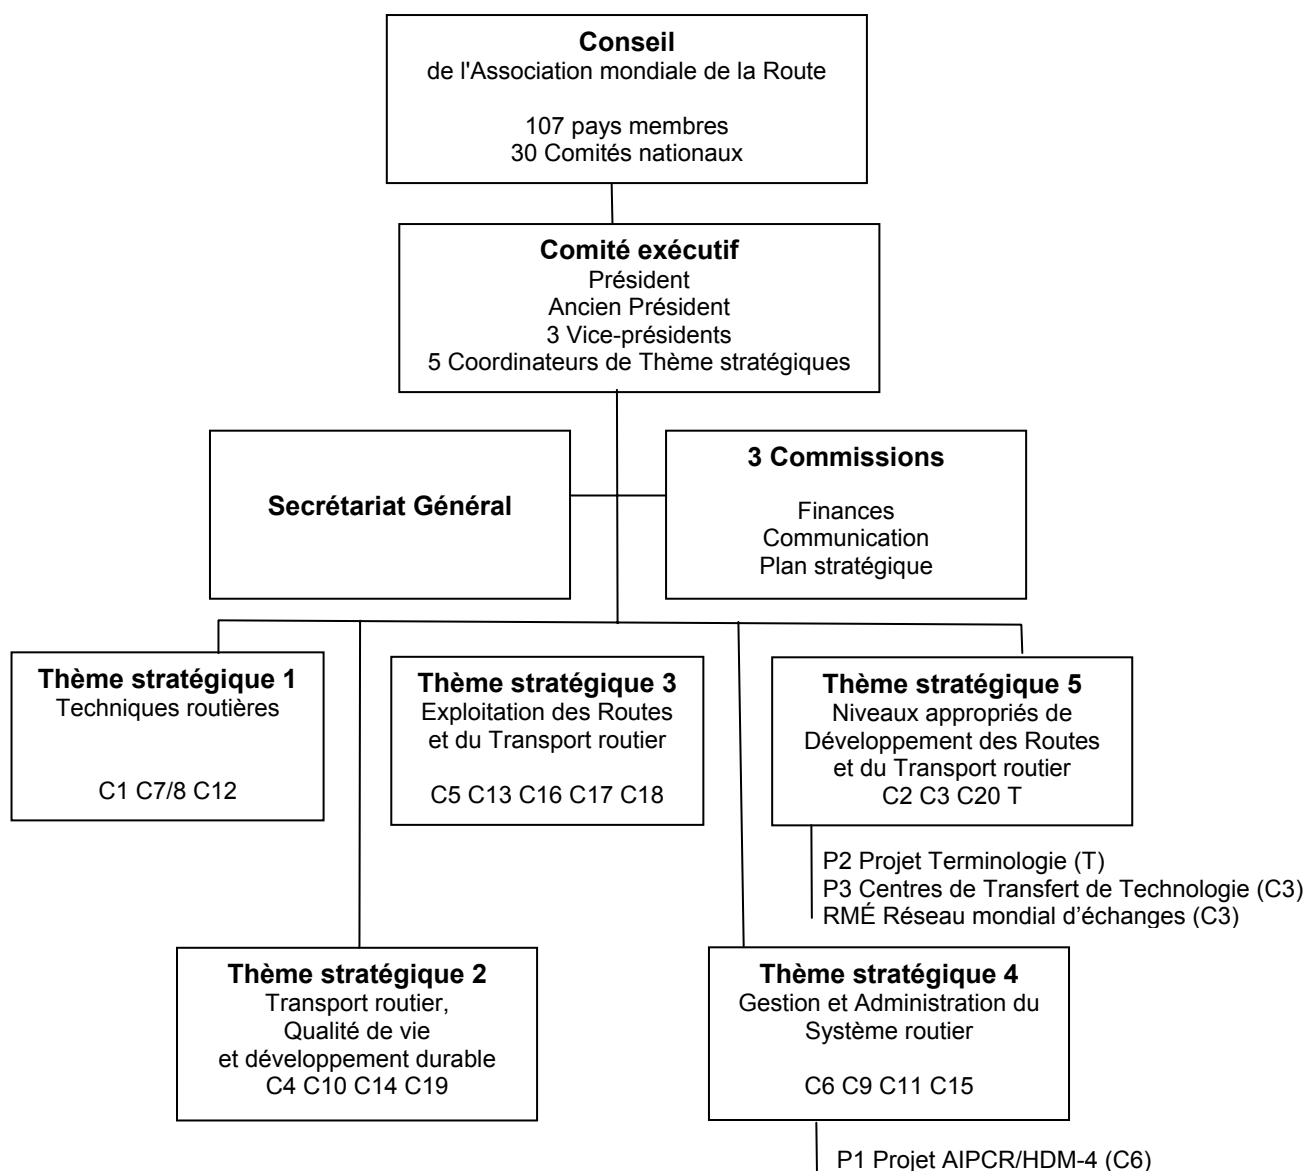 Conseil
de l'Association mondiale de la Route
107 pays membres
30 Comités nationaux
Comité exécutif
Président
Ancien Président
3 Vice-présidents
5 Coordinateurs de Thème stratégiques
Secrétariat Général
3 Commissions
Finances
Communication
Plan stratégique
Thème stratégique 1
Techniques routières
C1 C7/8 C12
Thème stratégique 3
Exploitation des Routes
et du Transport routier
C5 C13 C16 C17 C18
Thème stratégique 5
Niveaux appropriés de
Développement des Routes
et du Transport routier
C2 C3 C20 T
P2 Projet Terminologie (T)
P3 Centres de Transfert de Technologie (C3)
RMÉ Réseau mondial d’échanges (C3)
Thème stratégique 2
Transport routier,
Qualité de vie
et développement durable
C4 C10 C14 C19
Thème stratégique 4
Gestion et Administration du
Système routier
C6 C9 C11 C15
P1 Projet AIPCR/HDM-4 (C6)